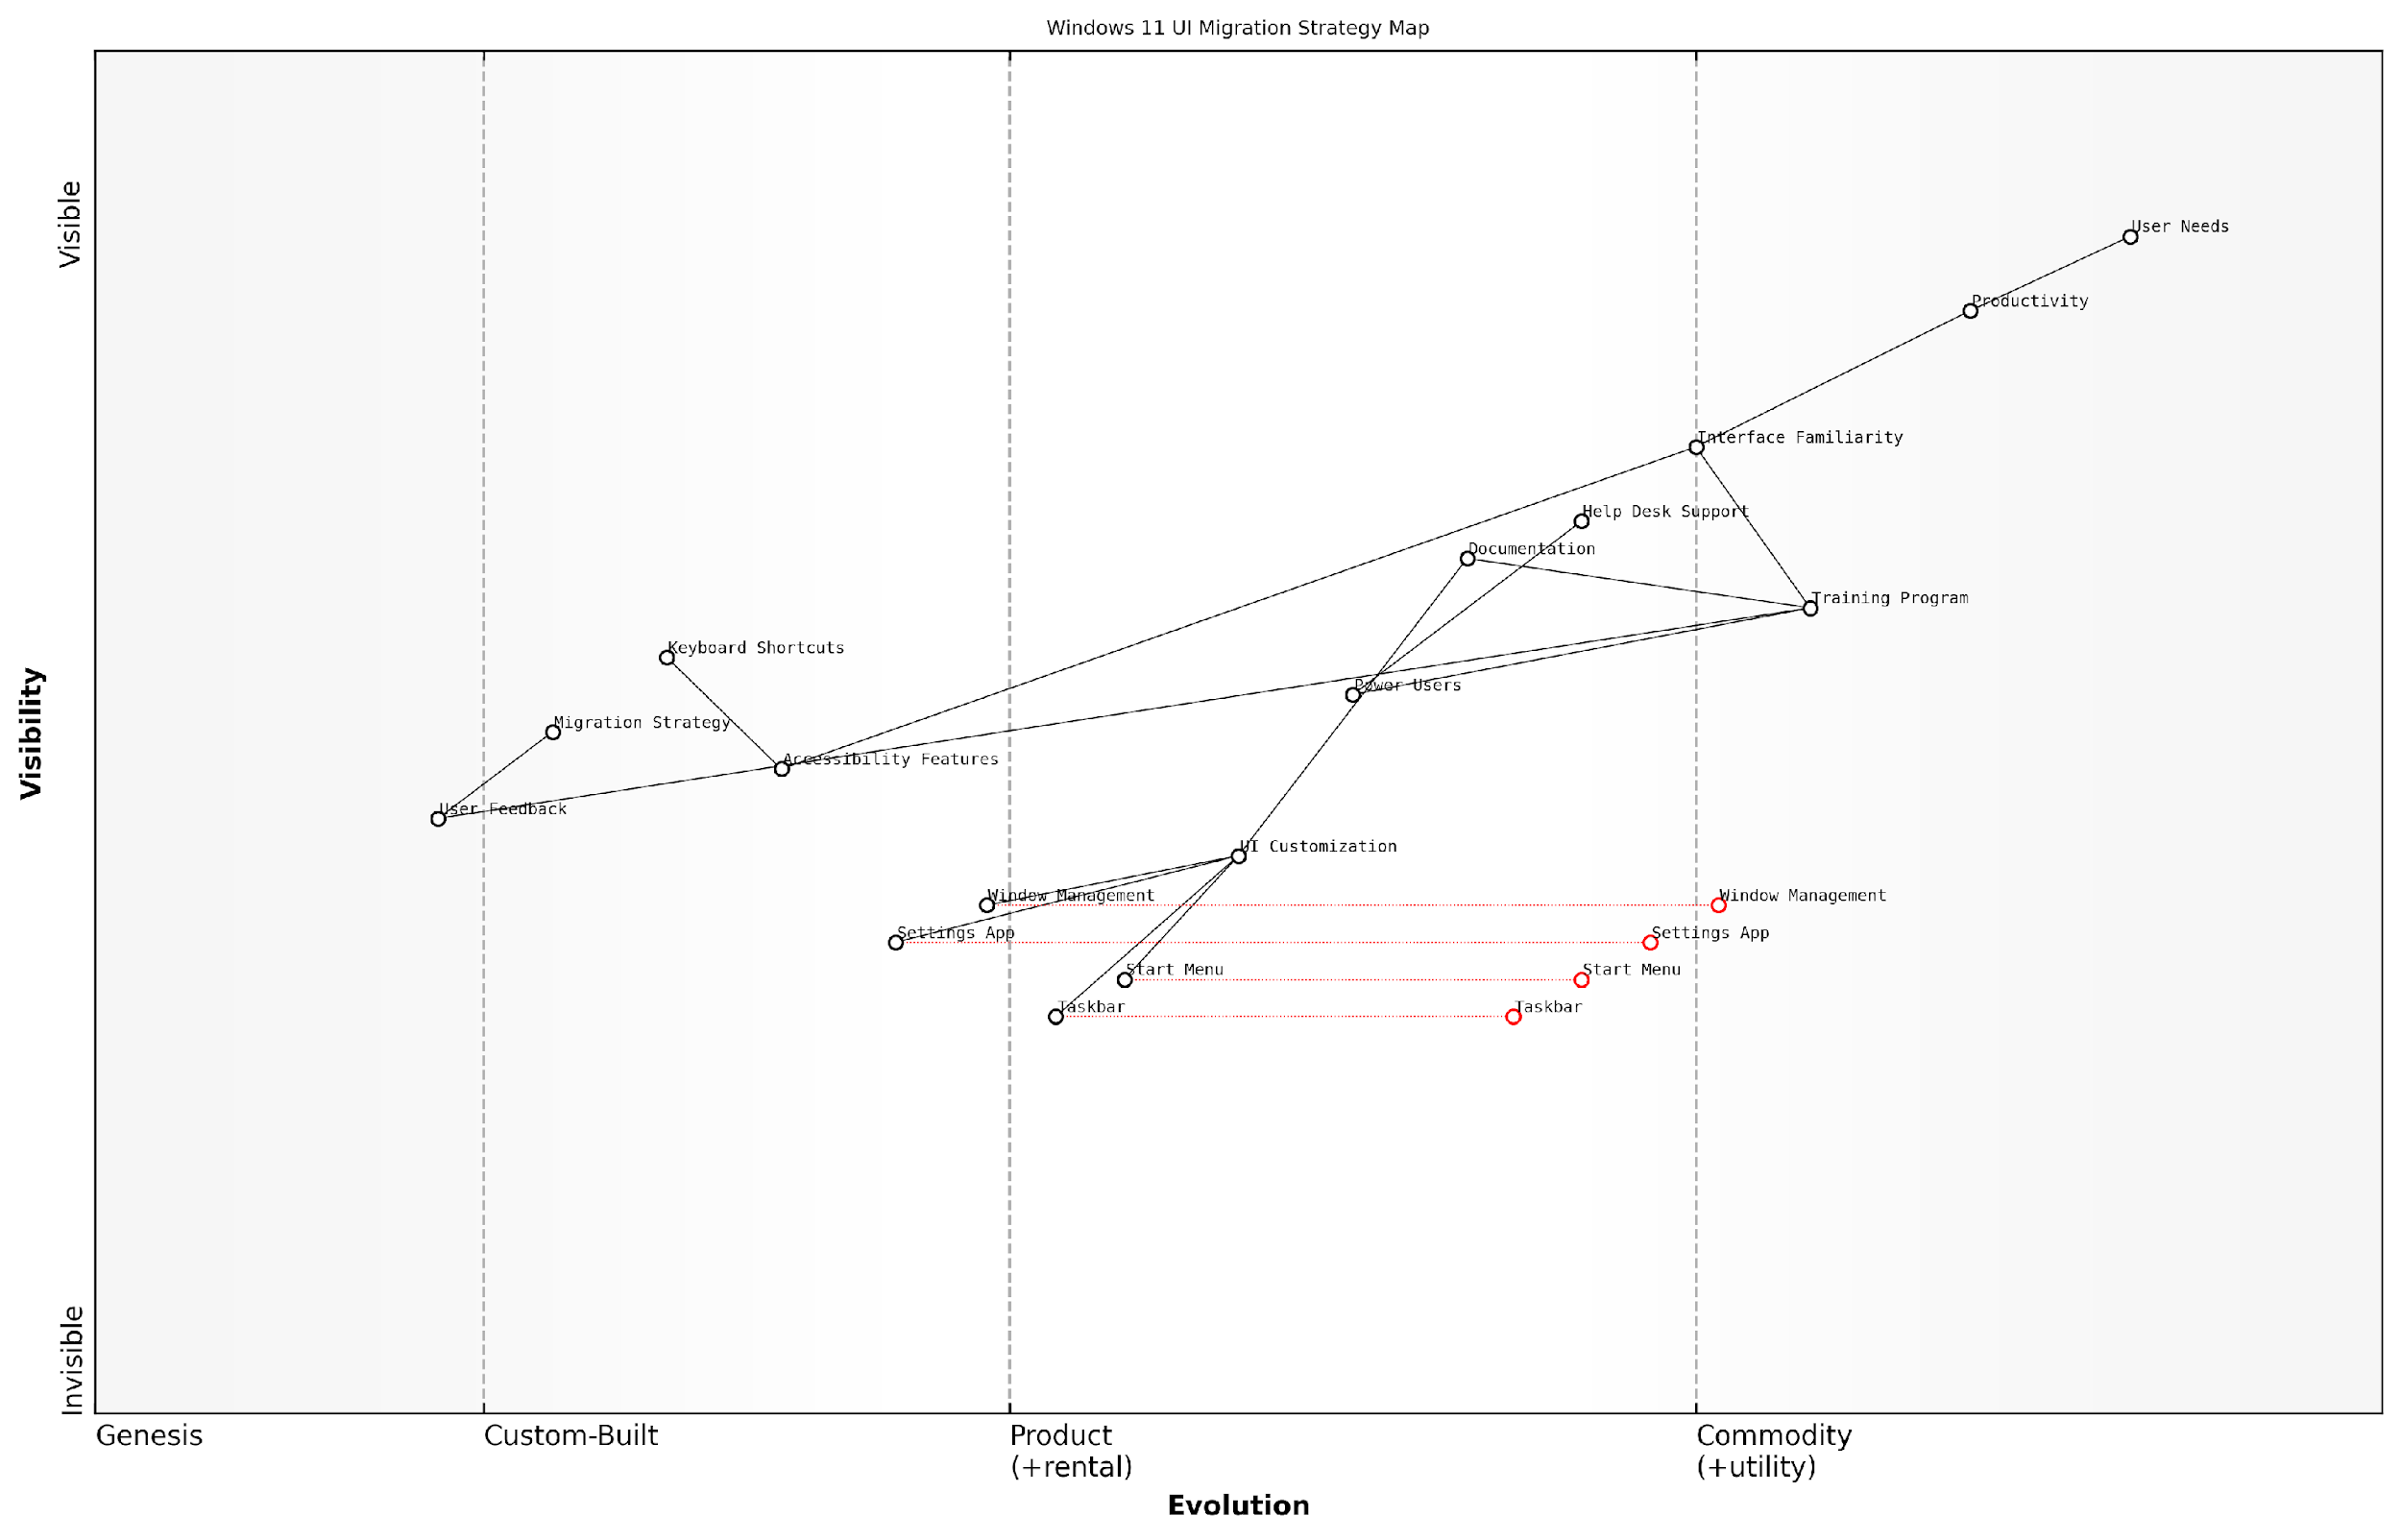 Windows 11 UI Migration Strategy Map
Visible
User Needs
Productivity
Interface Familiarity
Help Desk Support
Documentation
Training Program
Keyboard Shortcuts
Power Users
Migration Strategy
Accessibility Features
User Feedback
UI Customization
Window Management
Window Management
Settings App
Settings App
Start Menu
Start Menu
Taskbar
Taskbar
Visibility
Invisible
Genesis
Custom-Built
Product
(+rental)
Commodity
(+utility)
Evolution